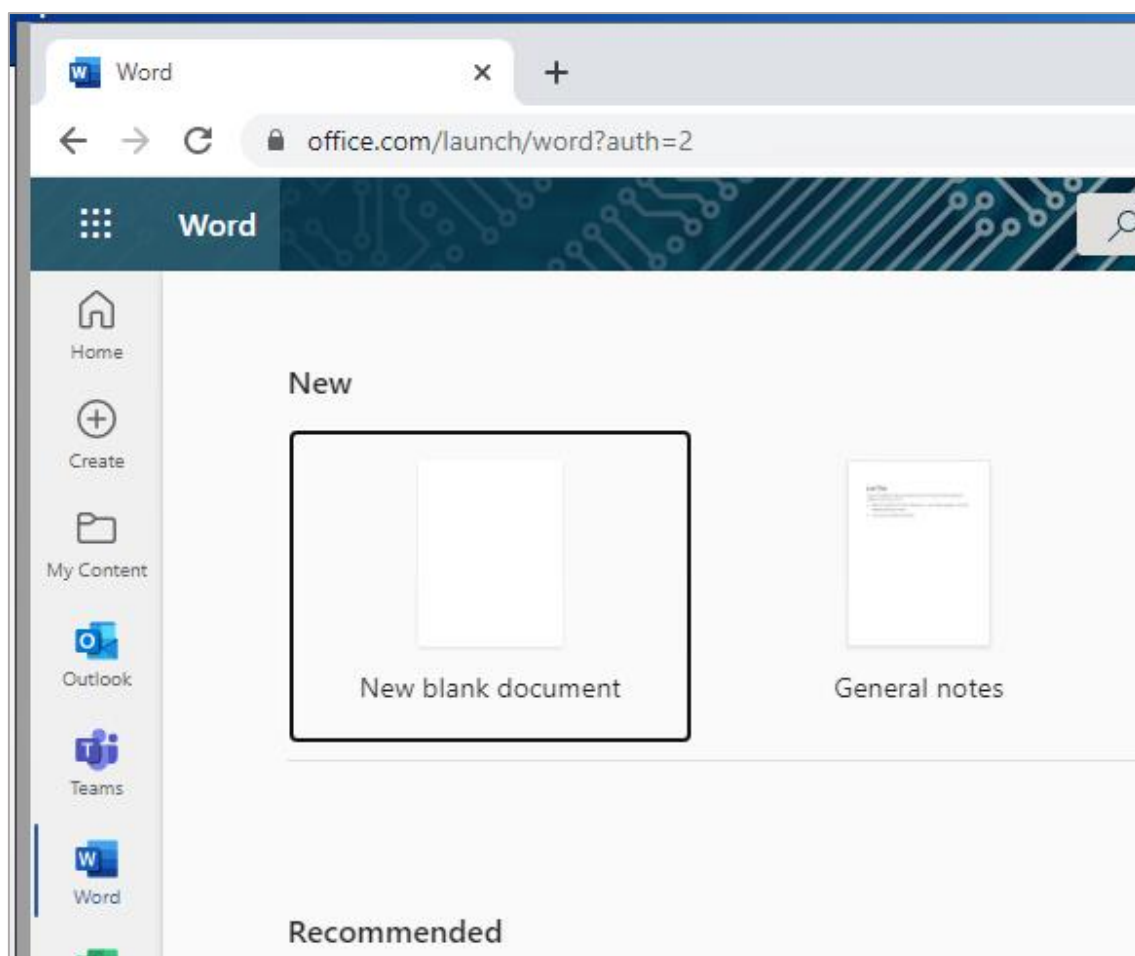 Word
office.com/launch/word?auth=2
Word
Home
Create
My Content
Outlook
Teams
Word
New
New blank document
General notes
Recommended